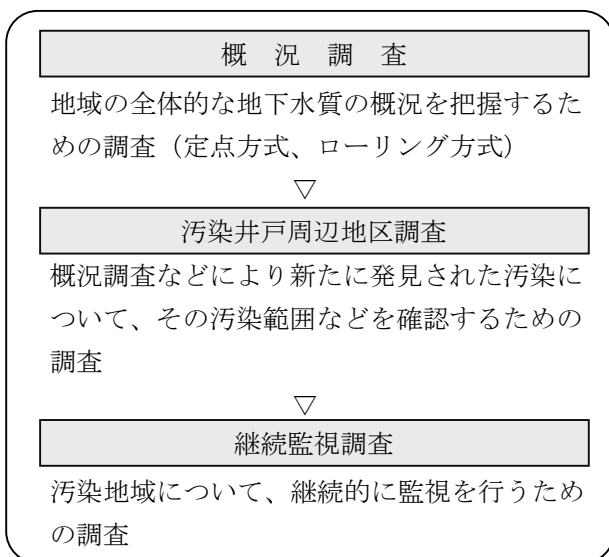 概 況 調 査
地域の全体的な地下水質の概況を把握するた
めの調査（定点方式、ローリング方式）
▽
汚染井戸周辺地区調査
概況調査などにより新たに発見された汚染に
ついて、その汚染範囲などを確認するための
調査
▽
継続監視調査
汚染地域について、継続的に監視を行うため
の調査